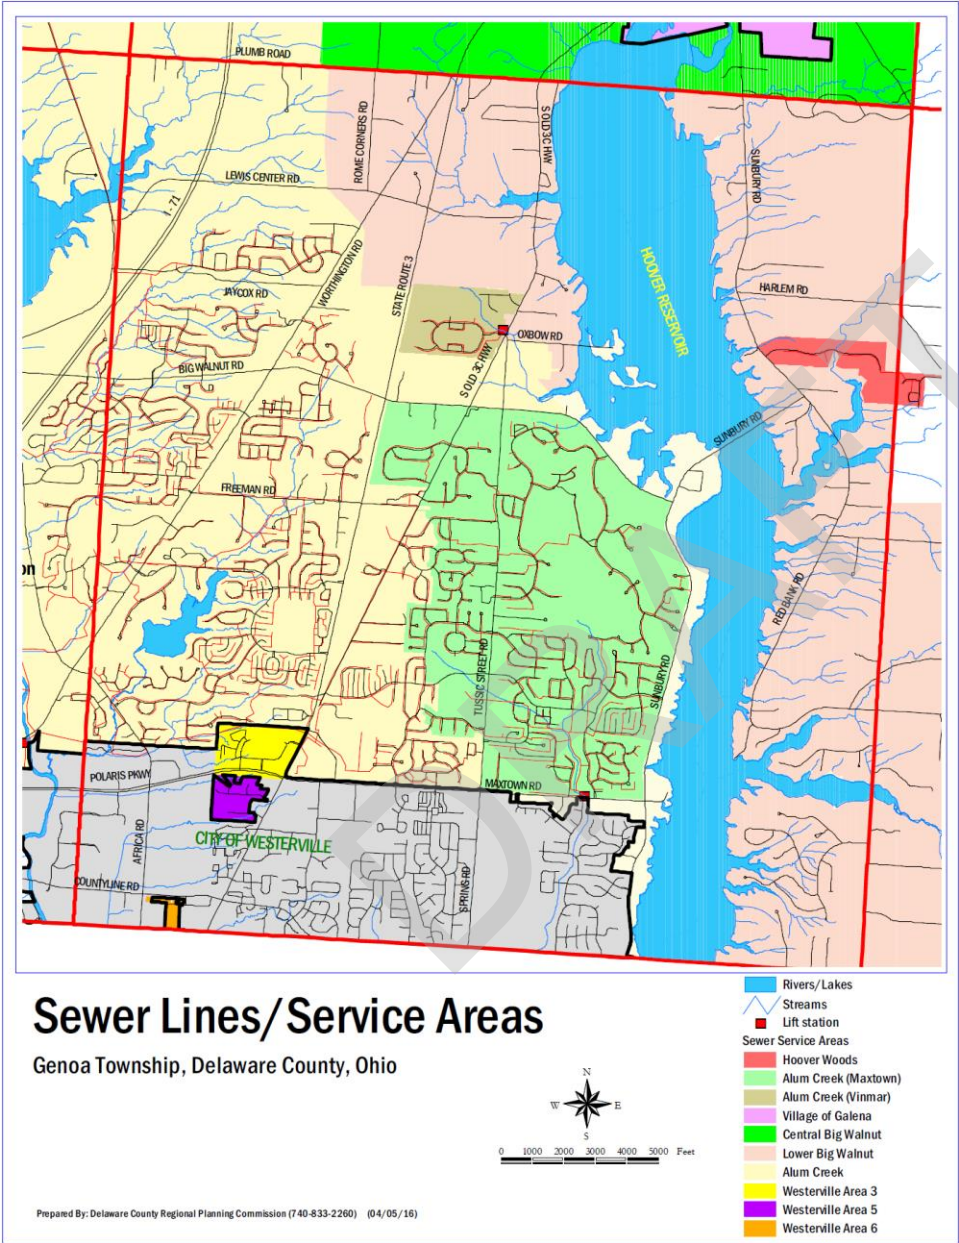 PLUMB ROAD
ROME CORNERS RD
S OLD 3C HWY
SUNBURY RD
LEWIS CENTER RD
I - 71
WORTHINGTON RD
STATE ROUTE 3
HOOVER RESERVOIR
HARLEM RD
JAYCOX RD
OXBOW RD
S OLD 3C HWY
BIG WALNUT RD
SUNBURY RD
FREEMAN RD
on
RED BANK RD
TUSSIC STREET RD
SUNBURY RD
POLARIS PKWY
MAXTOWN RD
AFRICA RD
CITY OF WESTERVILLE
COUNTYLINE RD
SPRING RD
DRAFT
Sewer Lines/Service Areas
Genoa Township, Delaware County, Ohio
N
W E
S
0 1000 2000 3000 4000 5000 Feet
Rivers/Lakes
Streams
Lift station
Sewer Service Areas
Hoover Woods
Alum Creek (Maxtown)
Alum Creek (Vinmar)
Village of Galena
Central Big Walnut
Lower Big Walnut
Alum Creek
Westerville Area 3
Westerville Area 5
Westerville Area 6
Prepared By: Delaware County Regional Planning Commission (740-833-2260) (04/05/16)